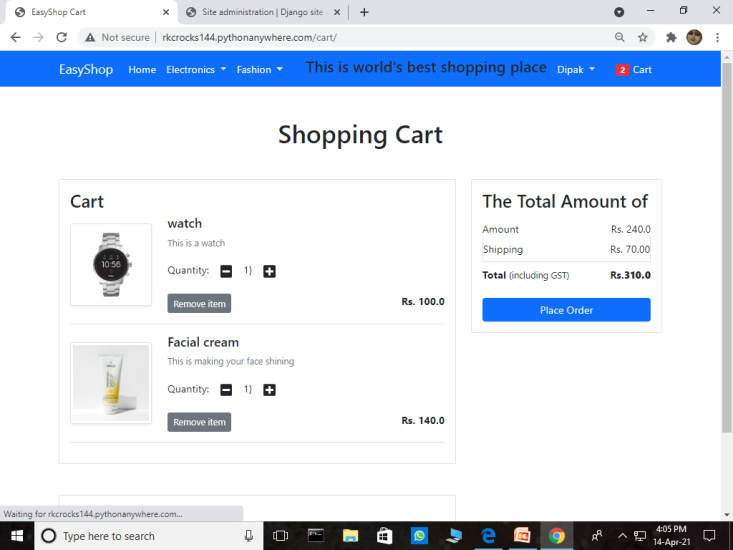 EasyShop Cart
Site administration | Django site
Not secure | rkcrocks144.pythonanywhere.com/cart/
EasyShop Home Electronics Fashion This is world's best shopping place Dipak 2 Cart
Shopping Cart
Cart
watch
This is a watch
Quantity: 1}
Remove item Rs. 100.0
Facial cream
This is making your face shining
Quantity: 1}
Remove item Rs. 140.0
The Total Amount of
Amount Rs. 240.0
Shipping Rs. 70.00
Total (including GST) Rs.310.0
Place Order
Waiting for rkcrocks144.pythonanywhere.com...
Type here to search
4:05 PM
14-Apr-21